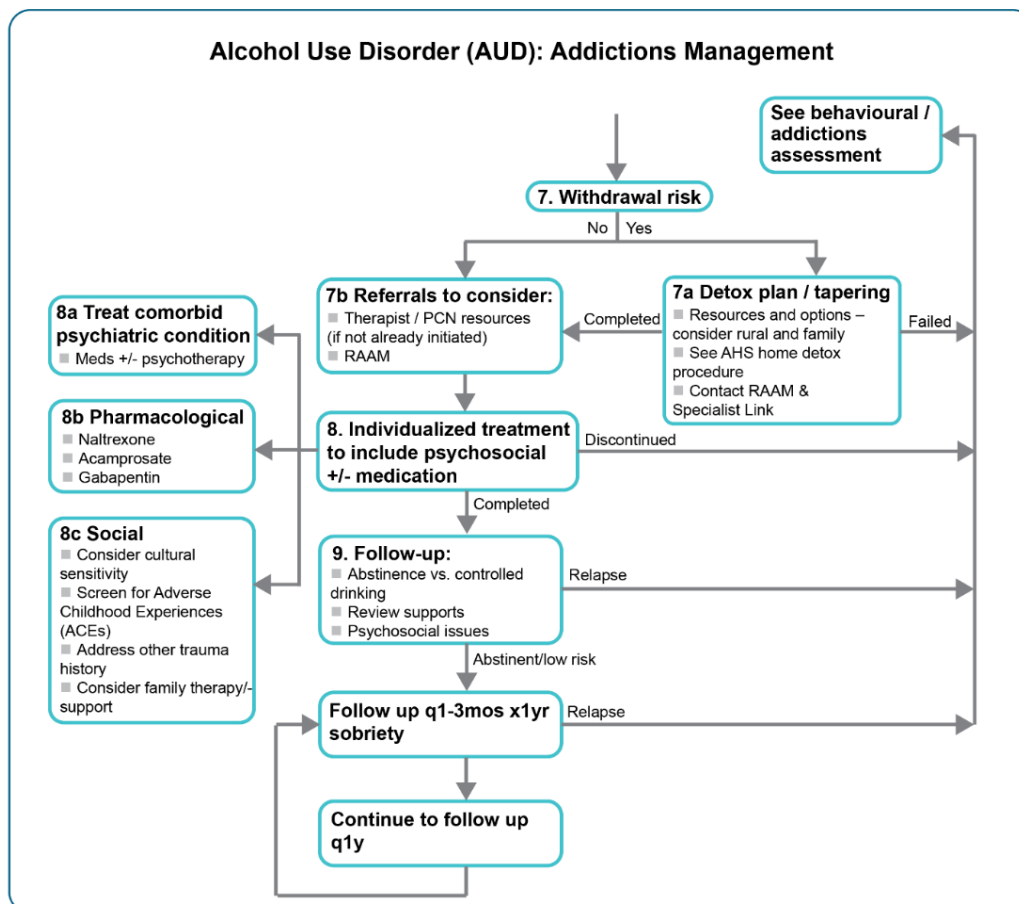 Alcohol Use Disorder (AUD): Addictions Management
See behavioural /
addictions
assessment
7. Withdrawal risk
No
Yes
7b Referrals to consider:
■ Therapist / PCN resources
(if not already initiated)
■ RAAM
Completed
7a Detox plan / tapering
■ Resources and options –
consider rural and family
■ See AHS home detox
procedure
■ Contact RAAM &
Specialist Link
Failed
8a Treat comorbid
psychiatric condition
■ Meds +/- psychotherapy
8b Pharmacological
■ Naltrexone
■ Acamprosate
■ Gabapentin
8. Individualized treatment
to include psychosocial
+/- medication
Discontinued
Completed
8c Social
■ Consider cultural
sensitivity
■ Screen for Adverse
Childhood Experiences
(ACEs)
■ Address other trauma
history
■ Consider family therapy/-
support
9. Follow-up:
■ Abstinence vs. controlled
drinking
■ Review supports
■ Psychosocial issues
Relapse
Abstinent/low risk
Follow up q1-3mos x1yr
sobriety
Relapse
Continue to follow up
q1y